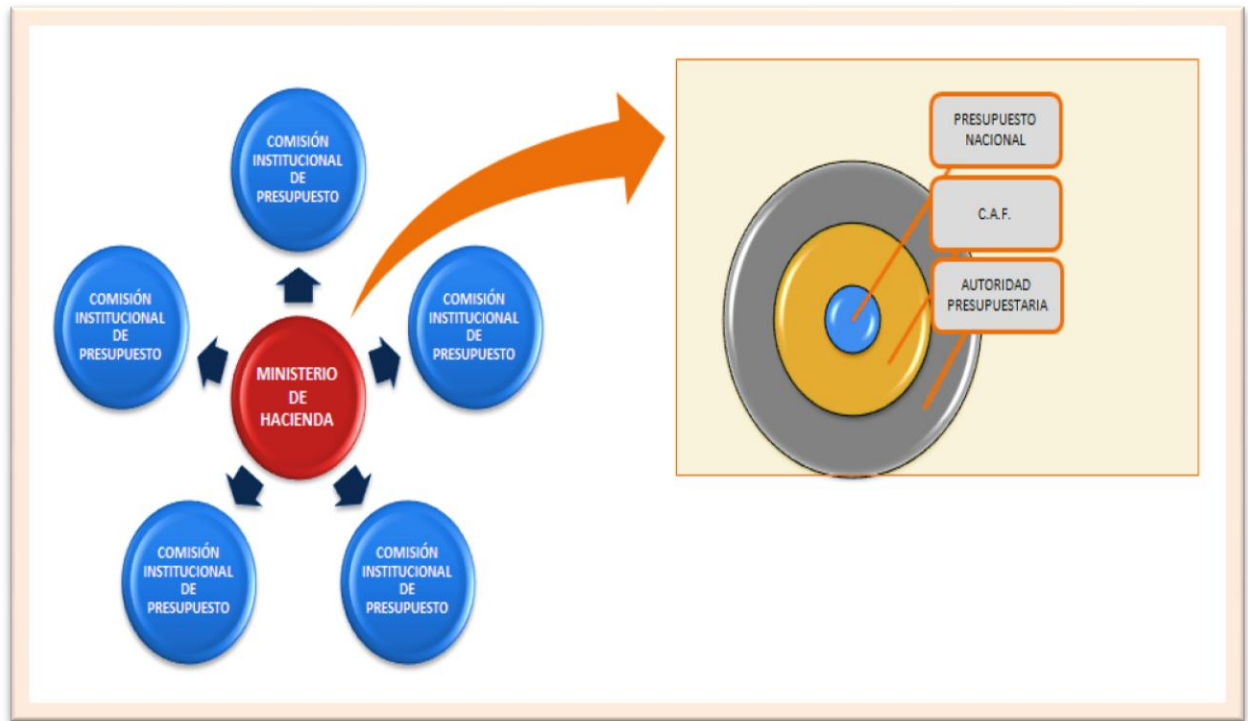 COMISIÓN
INSTITUCIONAL
DE
PRESUPUESTO
COMISIÓN
INSTITUCIONAL
DE
PRESUPUESTO
COMISIÓN
INSTITUCIONAL
DE
PRESUPUESTO
MINISTERIO
DE
HACIENDA
COMISIÓN
INSTITUCIONAL
DE
PRESUPUESTO
COMISIÓN
INSTITUCIONAL
DE
PRESUPUESTO
PRESUPUESTO
NACIONAL
C.A.F.
AUTORIDAD
PRESUPUESTARIA